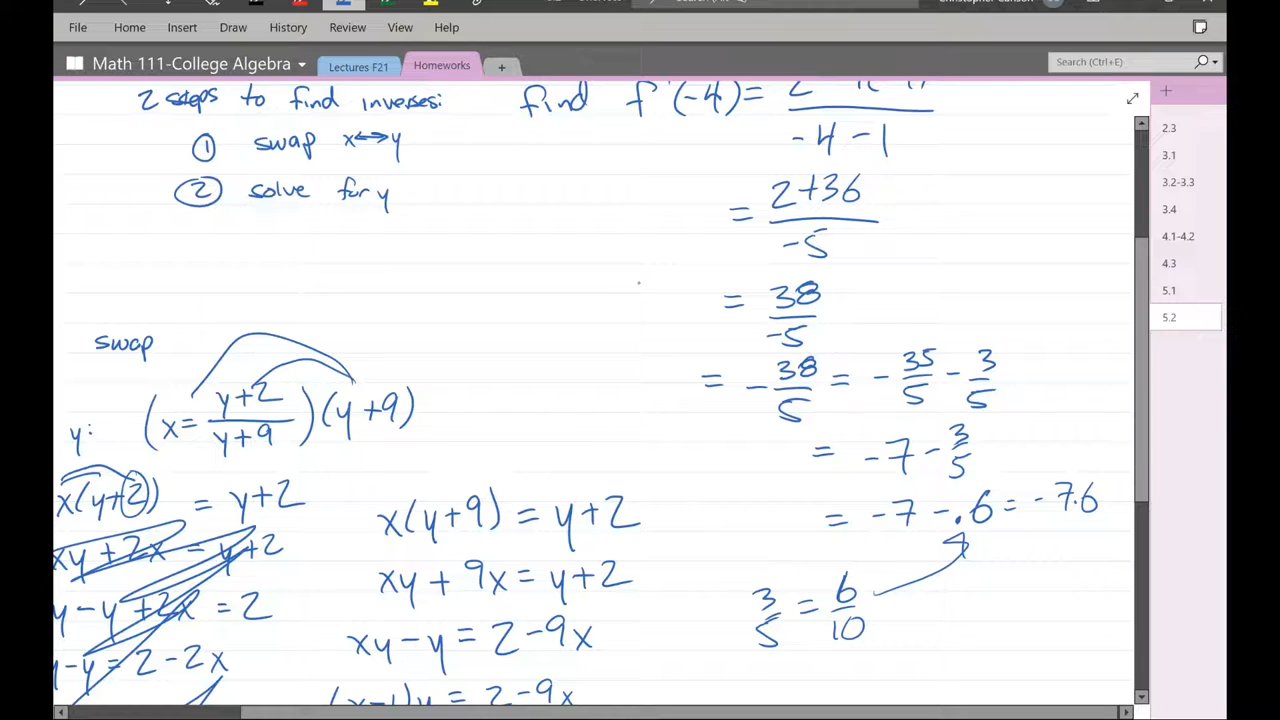 File Home Insert Draw History Review View Help
Math 111-College Algebra Lectures F21 Homeworks + Search (Ctrl+E)
2 steps to find inverses:
① swap x↔y
② solve for y
find f (-4) =
-4 -1
= 2+36 / -5
= 38 / -5
= - 38/5 = - 35/5 - 3/5
= -7 - 3/5
= -7 - .6 = -7.6
3/5 = 6/10
swap
y: (x = y+2 / y+9)(y+9)
x(y+2) = y+2
xy + 2x = y+2
y - y + 2x = 2
y - y = 2 - 2x
x(y+9) = y+2
xy + 9x = y+2
xy - y = 2 - 9x
(x-1)y = 2-9x
2.3
3.1
3.2-3.3
3.4
4.1-4.2
4.3
5.1
5.2